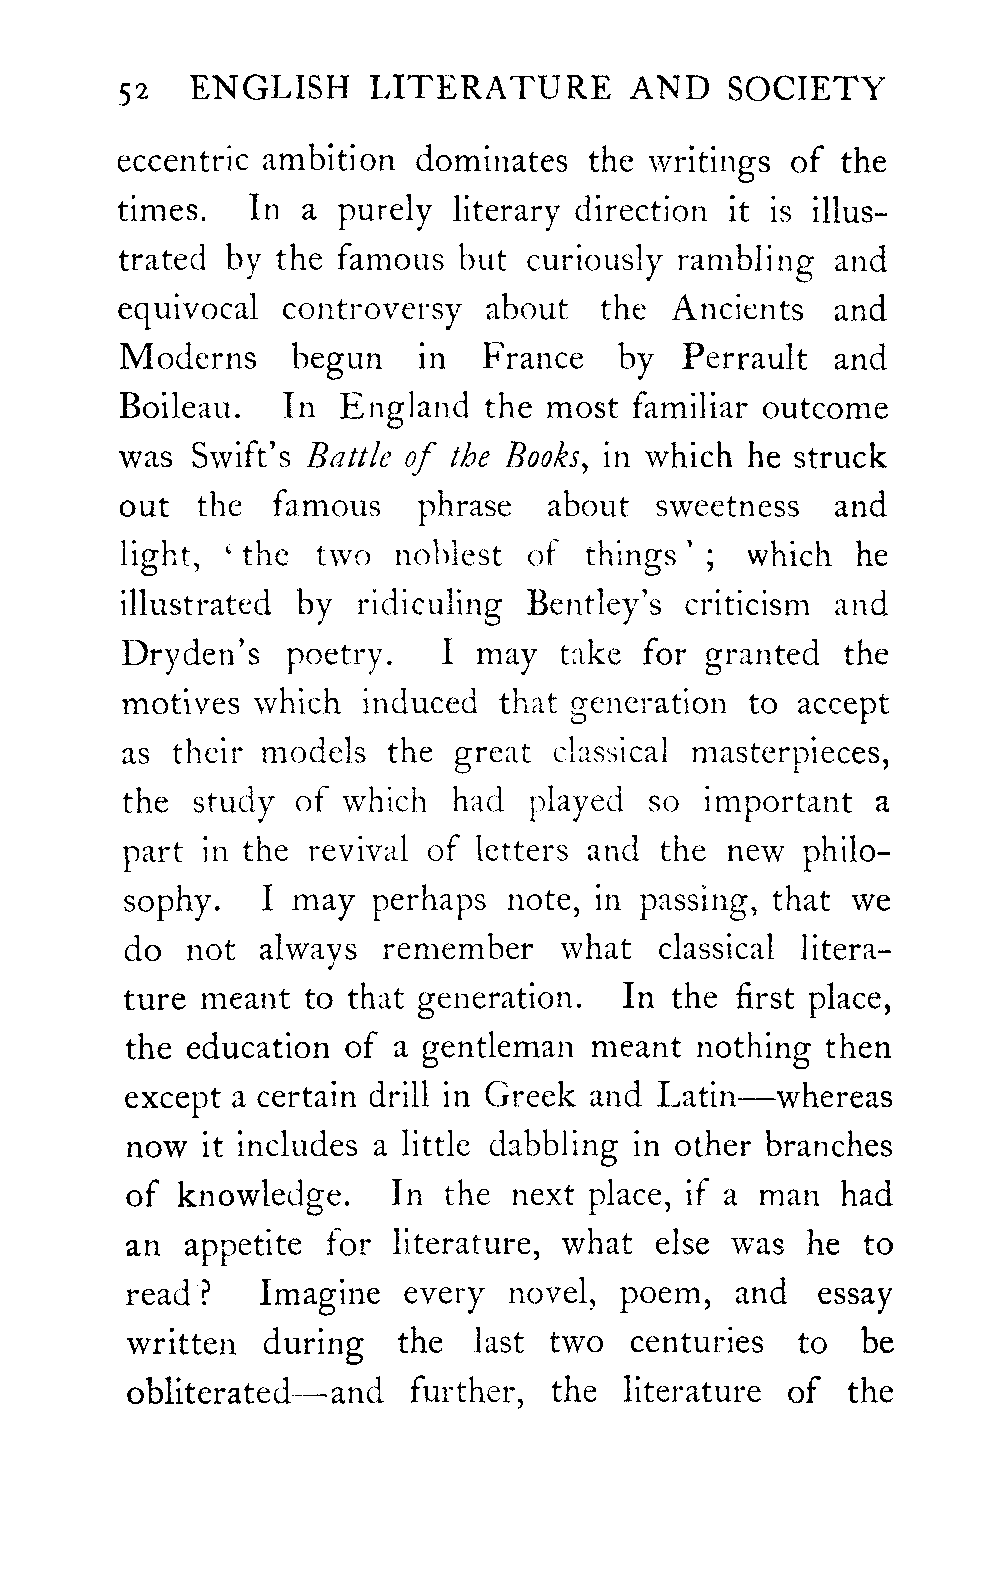 52 ENGLISH LITERATURE AND SOCIETY
eccentric ambition dominates the writings of the
times. In a purely literary direction it is illus-
trated by the famous but curiously rambling and
equivocal controversy about the Ancients and
Moderns begun in France by Perrault and
Boileau. In England the most familiar outcome
was Swift's Battle of the Books, in which he struck
out the famous phrase about sweetness and
light, ‘the two noblest of things’; which he
illustrated by ridiculing Bentley's criticism and
Dryden's poetry. I may take for granted the
motives which induced that generation to accept
as their models the great classical masterpieces,
the study of which had played so important a
part in the revival of letters and the new philo-
sophy. I may perhaps note, in passing, that we
do not always remember what classical litera-
ture meant to that generation. In the first place,
the education of a gentleman meant nothing then
except a certain drill in Greek and Latin—whereas
now it includes a little dabbling in other branches
of knowledge. In the next place, if a man had
an appetite for literature, what else was he to
read? Imagine every novel, poem, and essay
written during the last two centuries to be
obliterated—and further, the literature of the